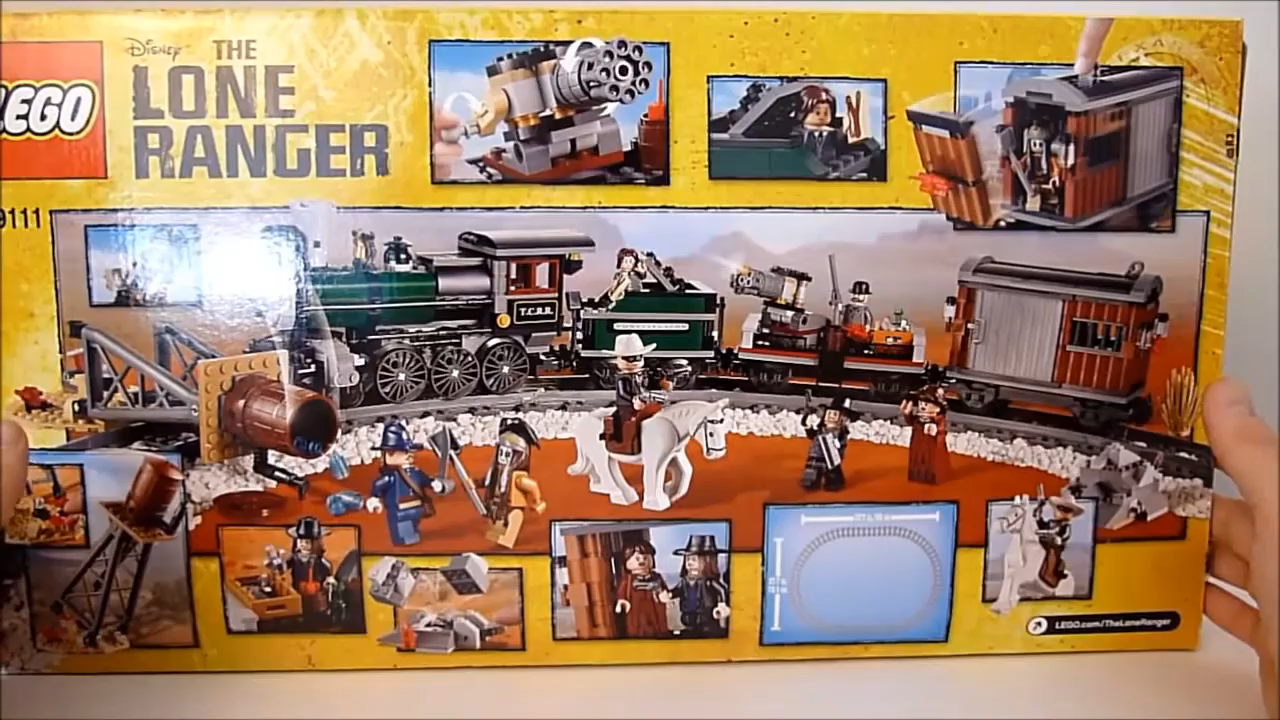 LEGO
DISNEY
THE
LONE
RANGER
9111
T.C.R.R.
LEGO.com/TheLoneRanger